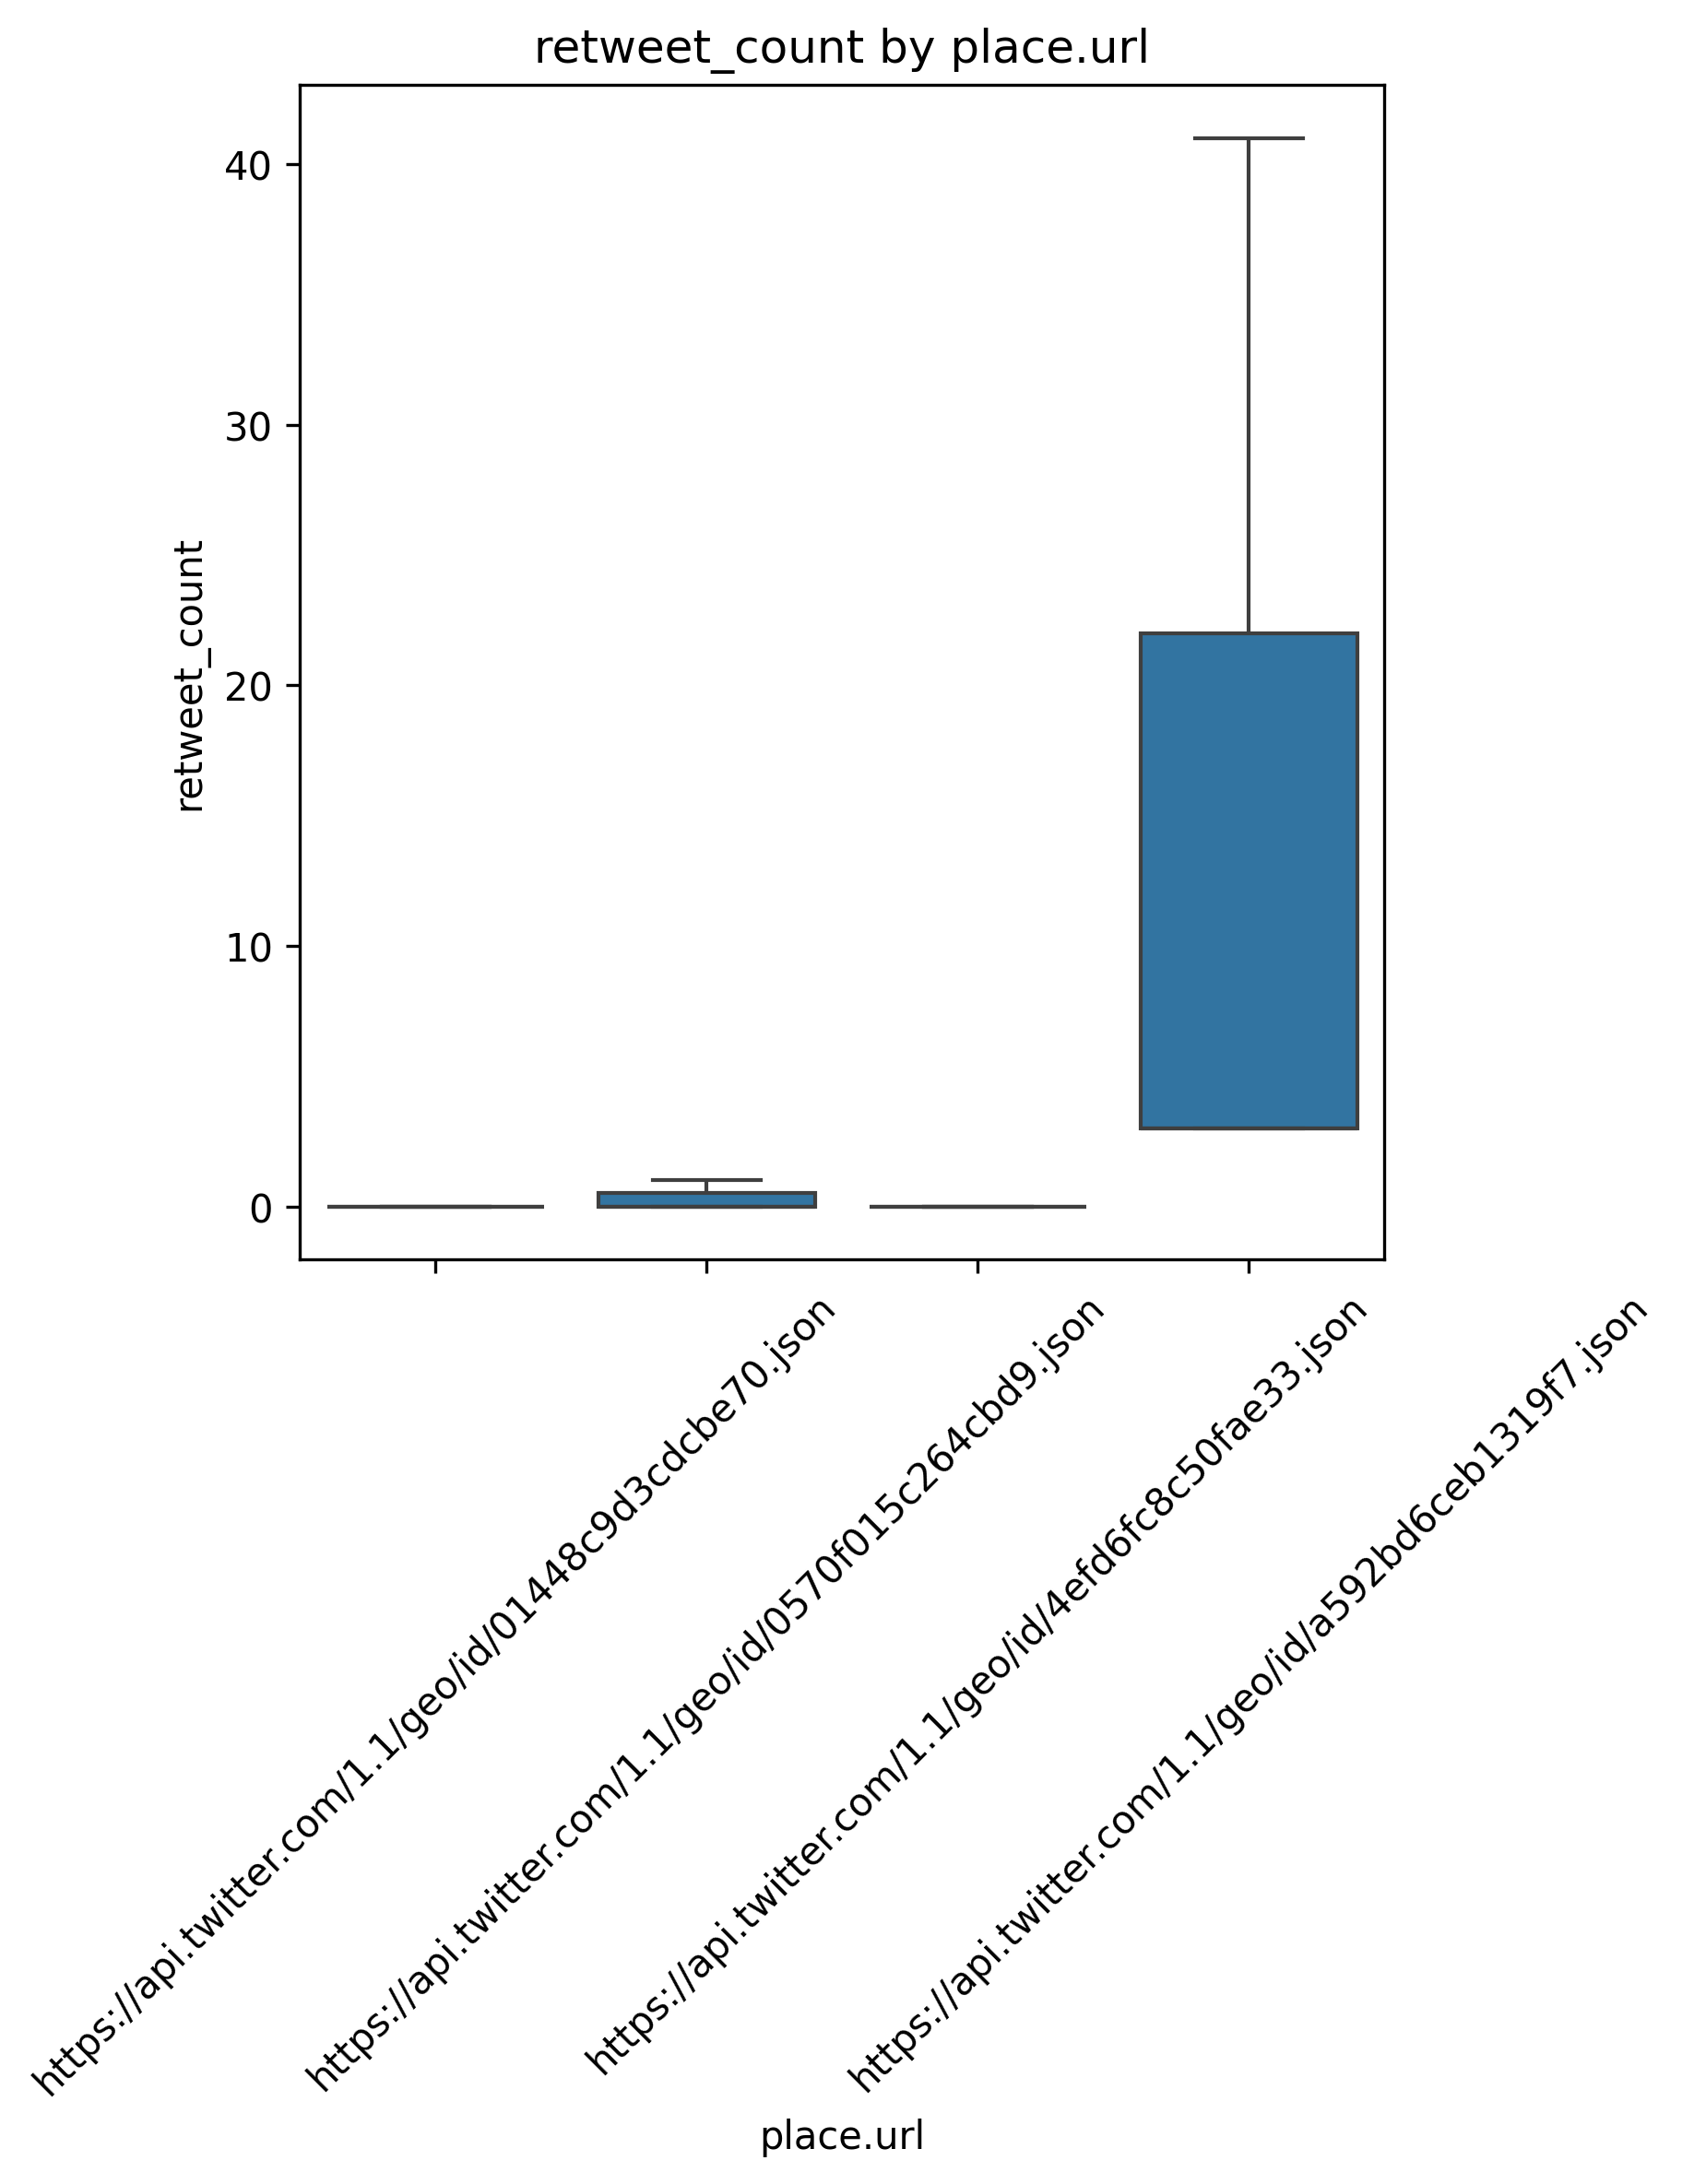 retweet_count by place.url
retweet_count
40
30
20
10
0
https://api.twitter.com/1.1/geo/id/01448c9d3cdcbe70.json
https://api.twitter.com/1.1/geo/id/0570f015c264cbd9.json
https://api.twitter.com/1.1/geo/id/4efd6fc8c50fae33.json
https://api.twitter.com/1.1/geo/id/a592bd6ceb1319f7.json
place.url